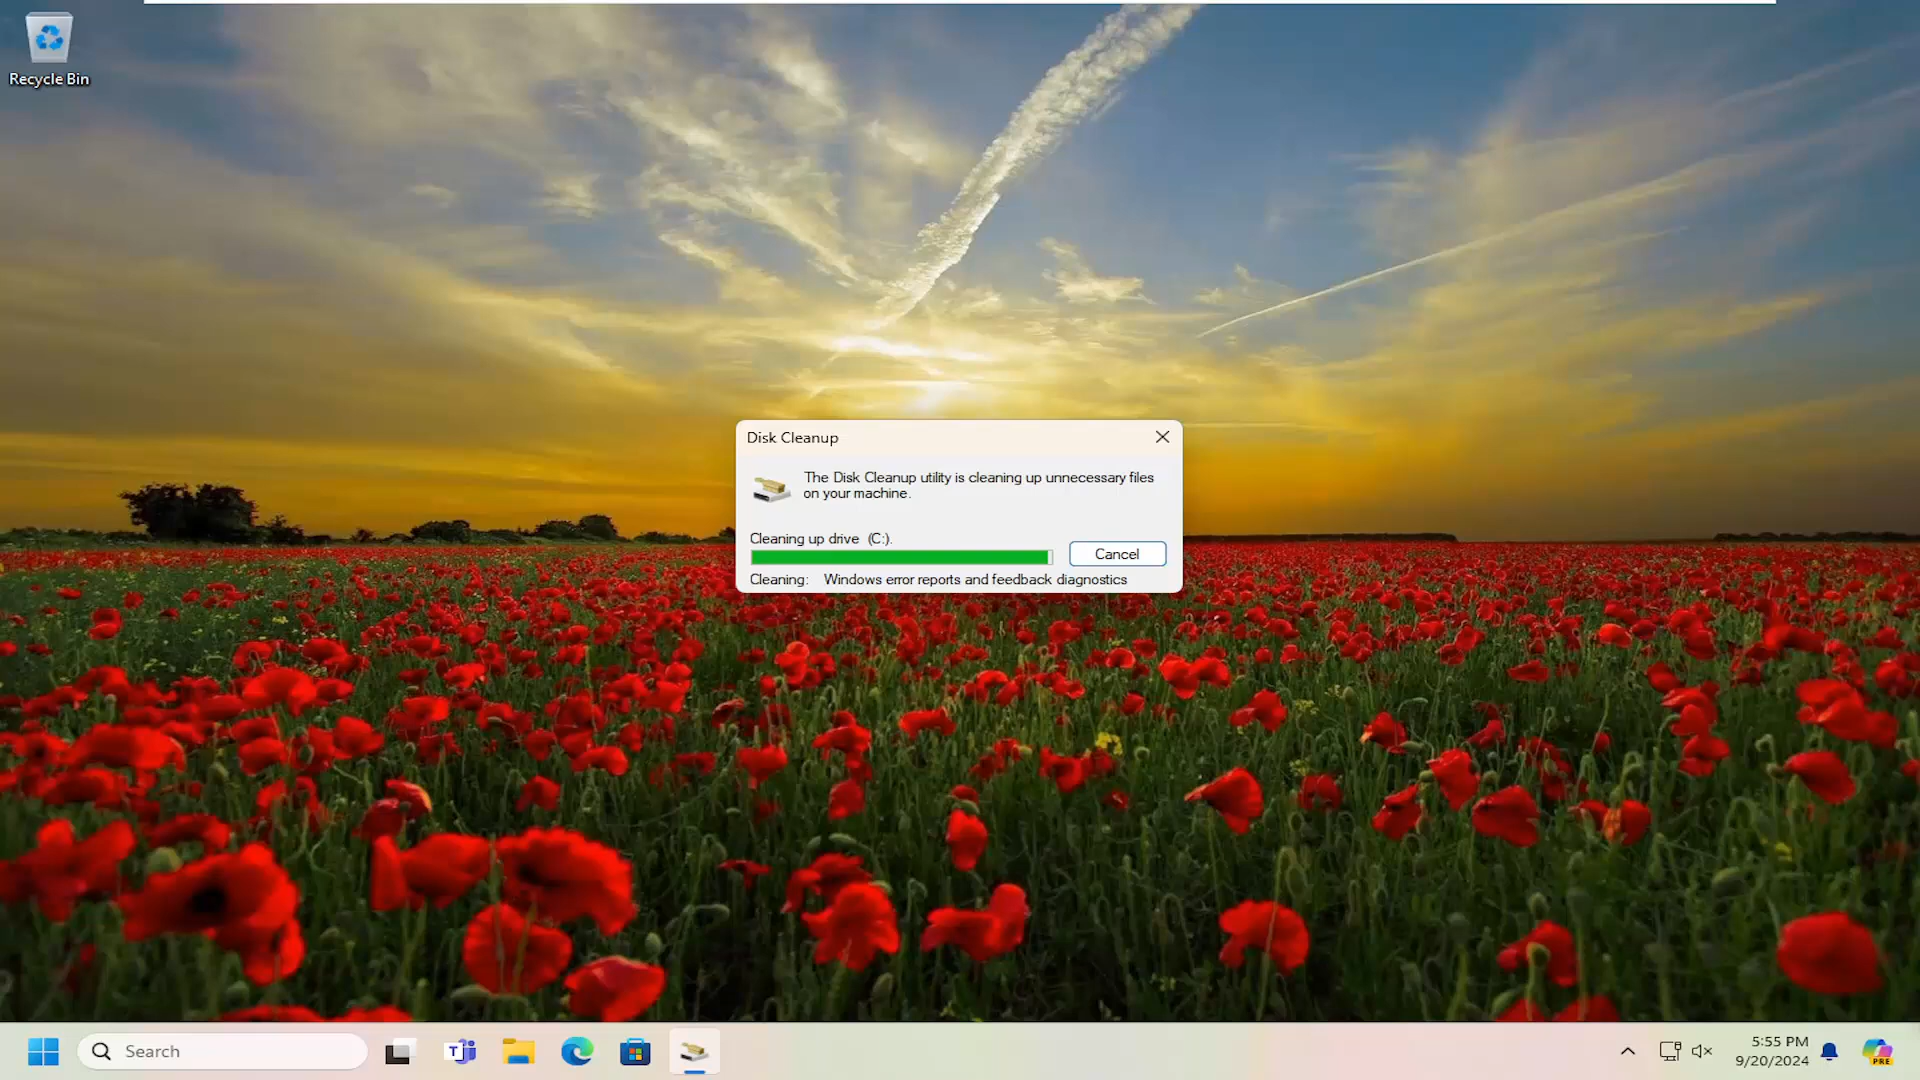 Recycle Bin
Disk Cleanup
The Disk Cleanup utility is cleaning up unnecessary files
on your machine.
Cleaning up drive (C:).
Cancel
Cleaning: Windows error reports and feedback diagnostics
Search
T
5:55 PM
9/20/2024
PRE